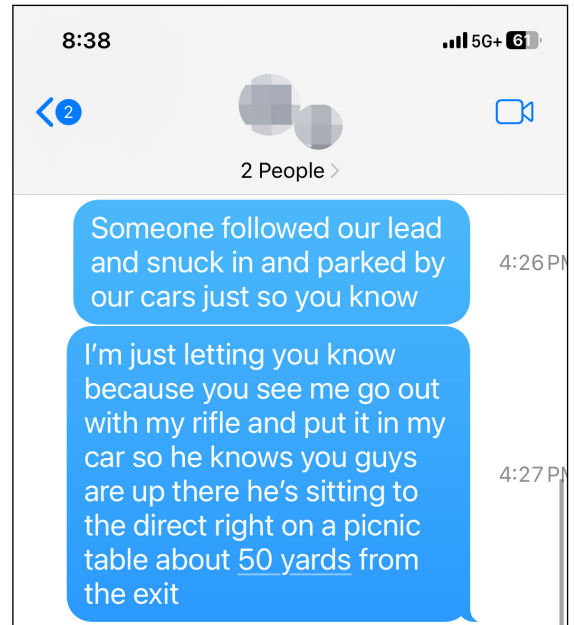 8:38
5G+ 61
2
2 People
Someone followed our lead
and snuck in and parked by
our cars just so you know
4:26 PM
I’m just letting you know
because you see me go out
with my rifle and put it in my
car so he knows you guys
are up there he’s sitting to
the direct right on a picnic
table about 50 yards from
the exit
4:27 PM